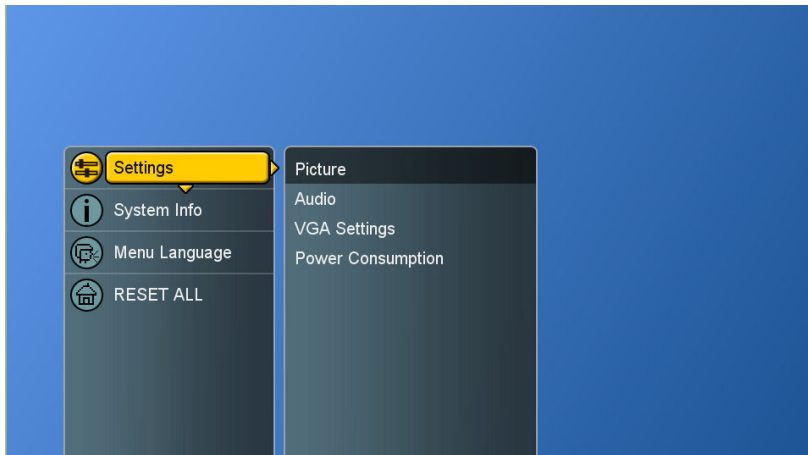 Settings
System Info
Menu Language
RESET ALL
Picture
Audio
VGA Settings
Power Consumption